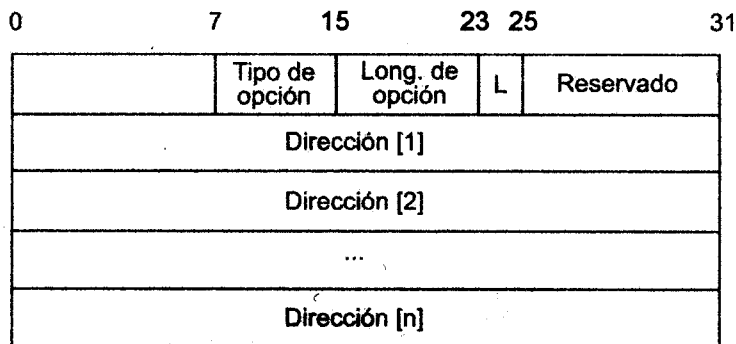 0 7 15 23 25 31
Tipo de Long. de
opción opción L Reservado
Dirección [1]
Dirección [2]
...
Dirección [n]